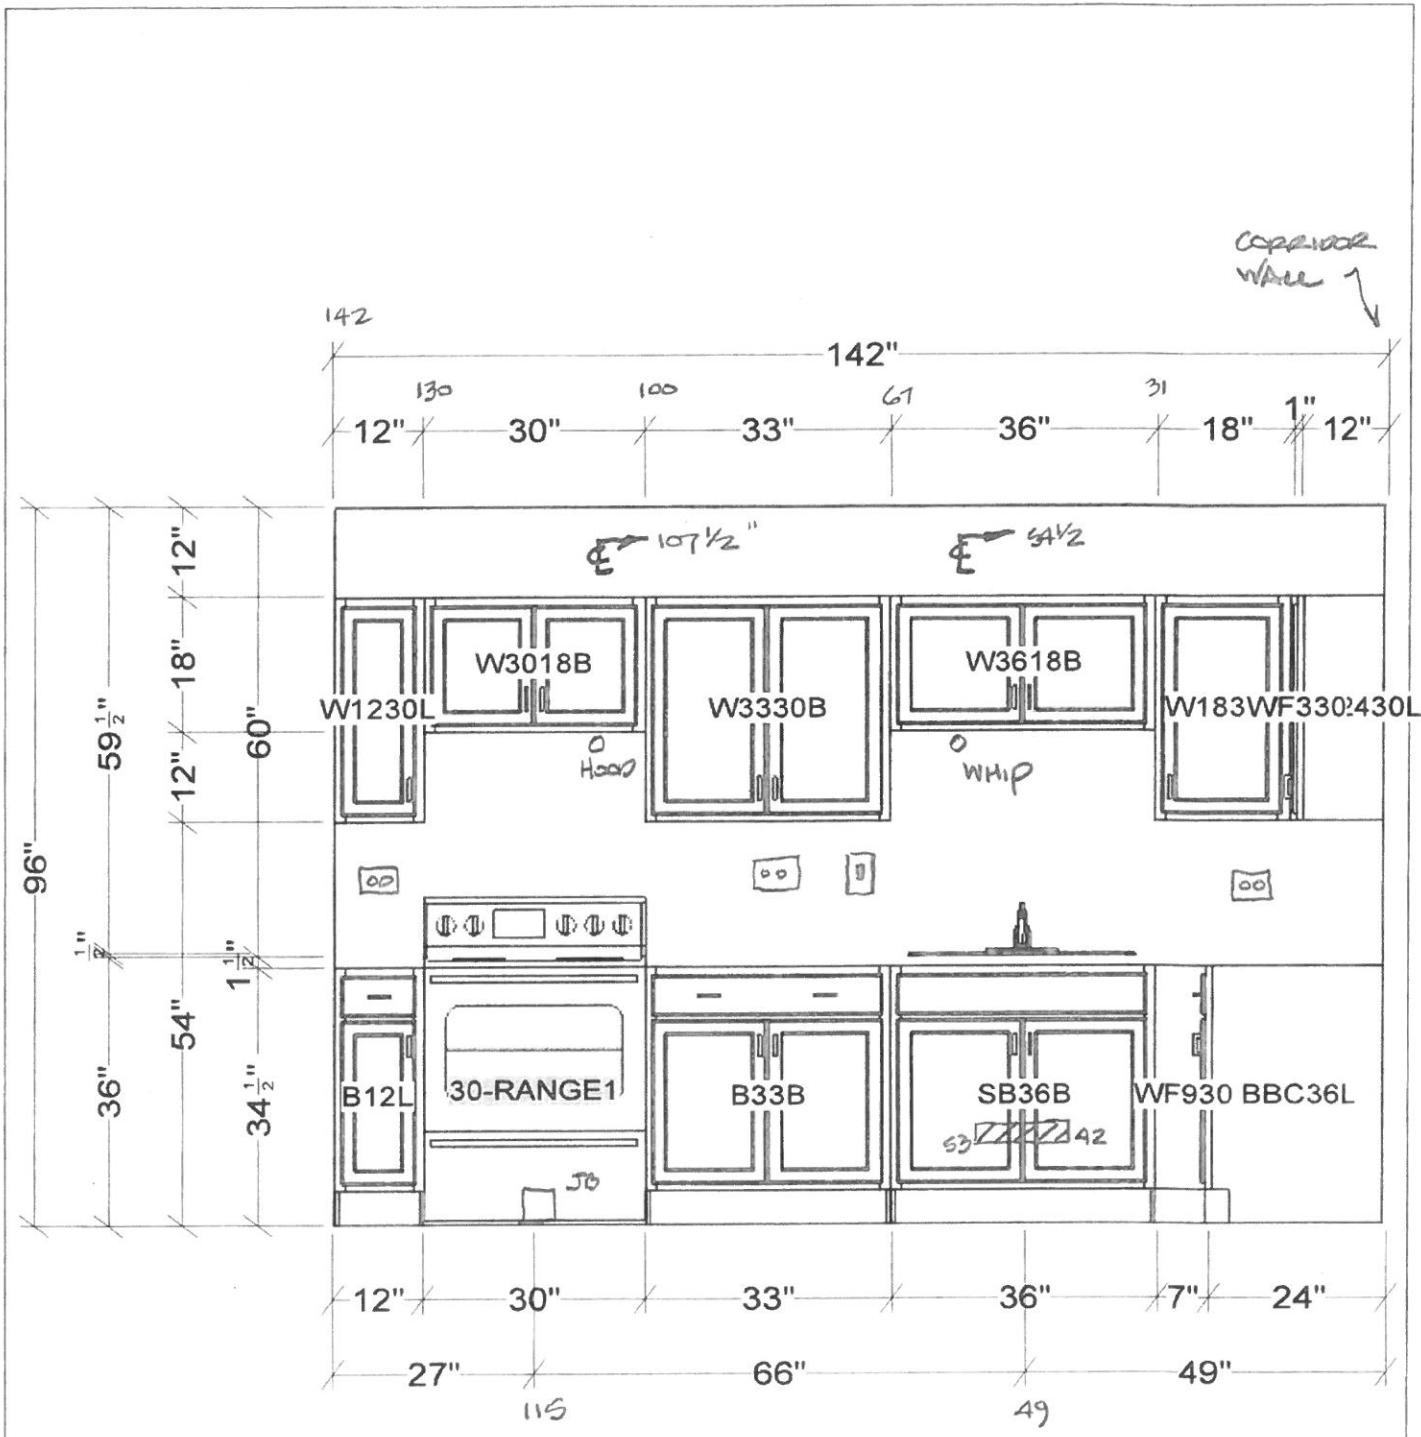 CORRIDOR
WALL
142
142"
130
100
67
31
12"
30"
33"
36"
18"
1"
12"
℄ 107 1/2"
℄ 54 1/2
12"
18"
12"
54"
59 1/2"
1/2"
36"
60"
1 1/2"
34 1/2"
96"
W1230L
W3018B
W3330B
W3618B
W183
WF330
2430L
HOOD
WHIP
B12L
30-RANGE1
B33B
SB36B
WF930
BBC36L
53
42
JB
12"
30"
33"
36"
7"
24"
27"
66"
49"
115
49